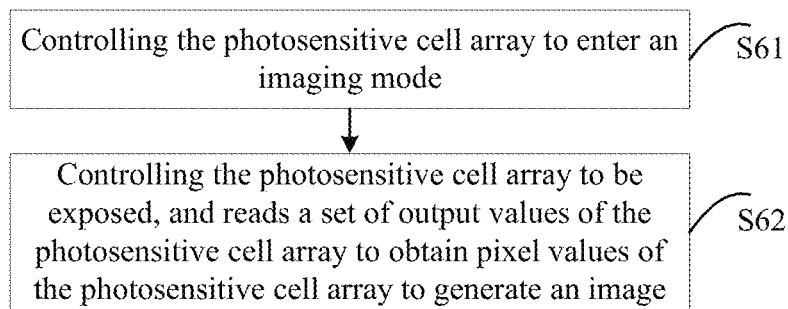 Controlling the photosensitive cell array to enter an
imaging mode
S61
Controlling the photosensitive cell array to be
exposed, and reads a set of output values of the
photosensitive cell array to obtain pixel values of
the photosensitive cell array to generate an image
S62